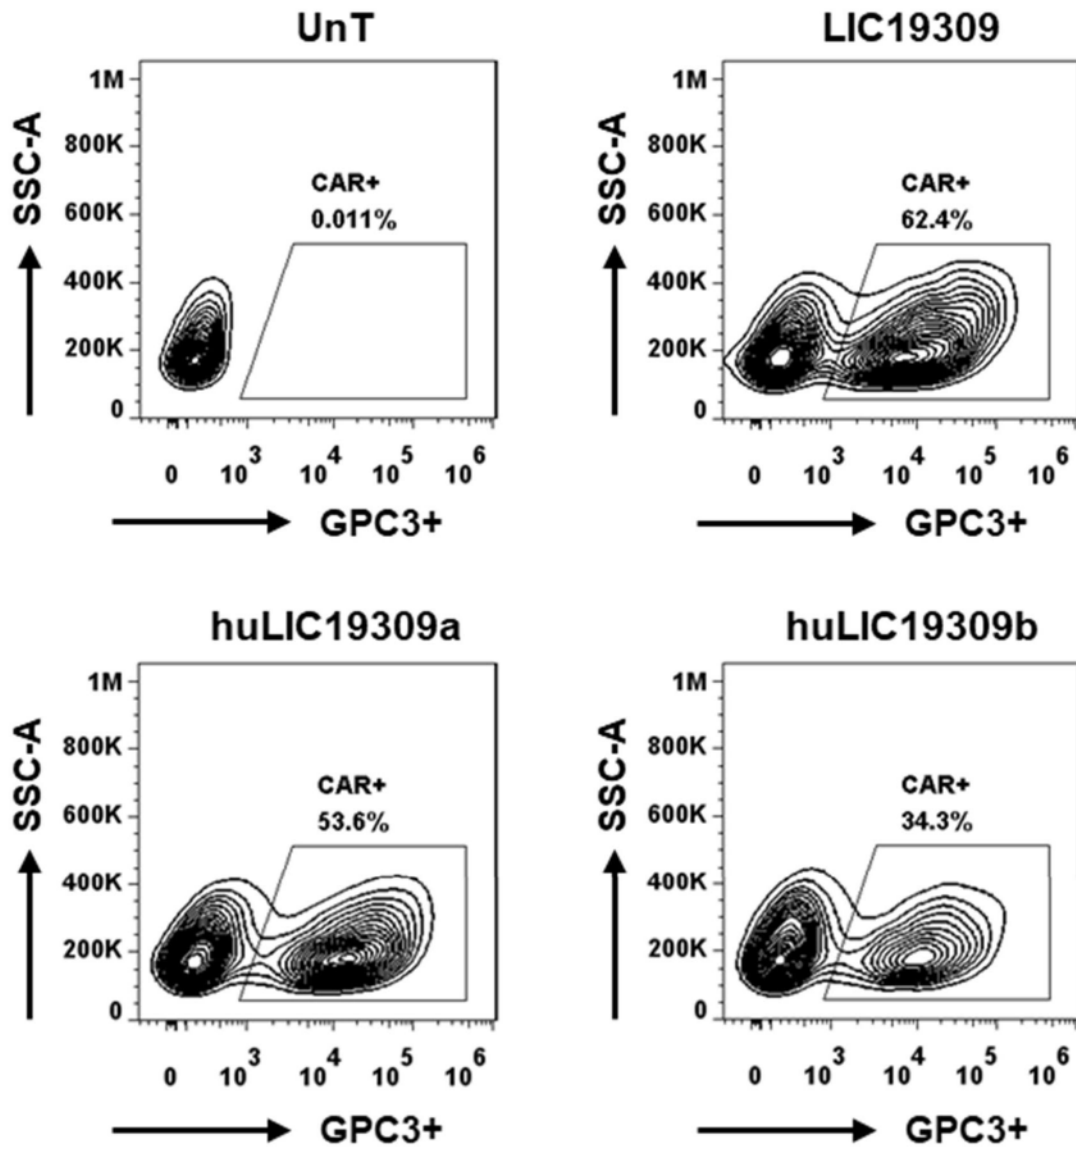 UnT
SSC-A
1M
800K
600K
400K
200K
0
CAR+
0.011%
0 10^3 10^4 10^5 10^6
GPC3+
LIC19309
SSC-A
1M
800K
600K
400K
200K
0
CAR+
62.4%
0 10^3 10^4 10^5 10^6
GPC3+
huLIC19309a
SSC-A
1M
800K
600K
400K
200K
0
CAR+
53.6%
0 10^3 10^4 10^5 10^6
GPC3+
huLIC19309b
SSC-A
1M
800K
600K
400K
200K
0
CAR+
34.3%
0 10^3 10^4 10^5 10^6
GPC3+